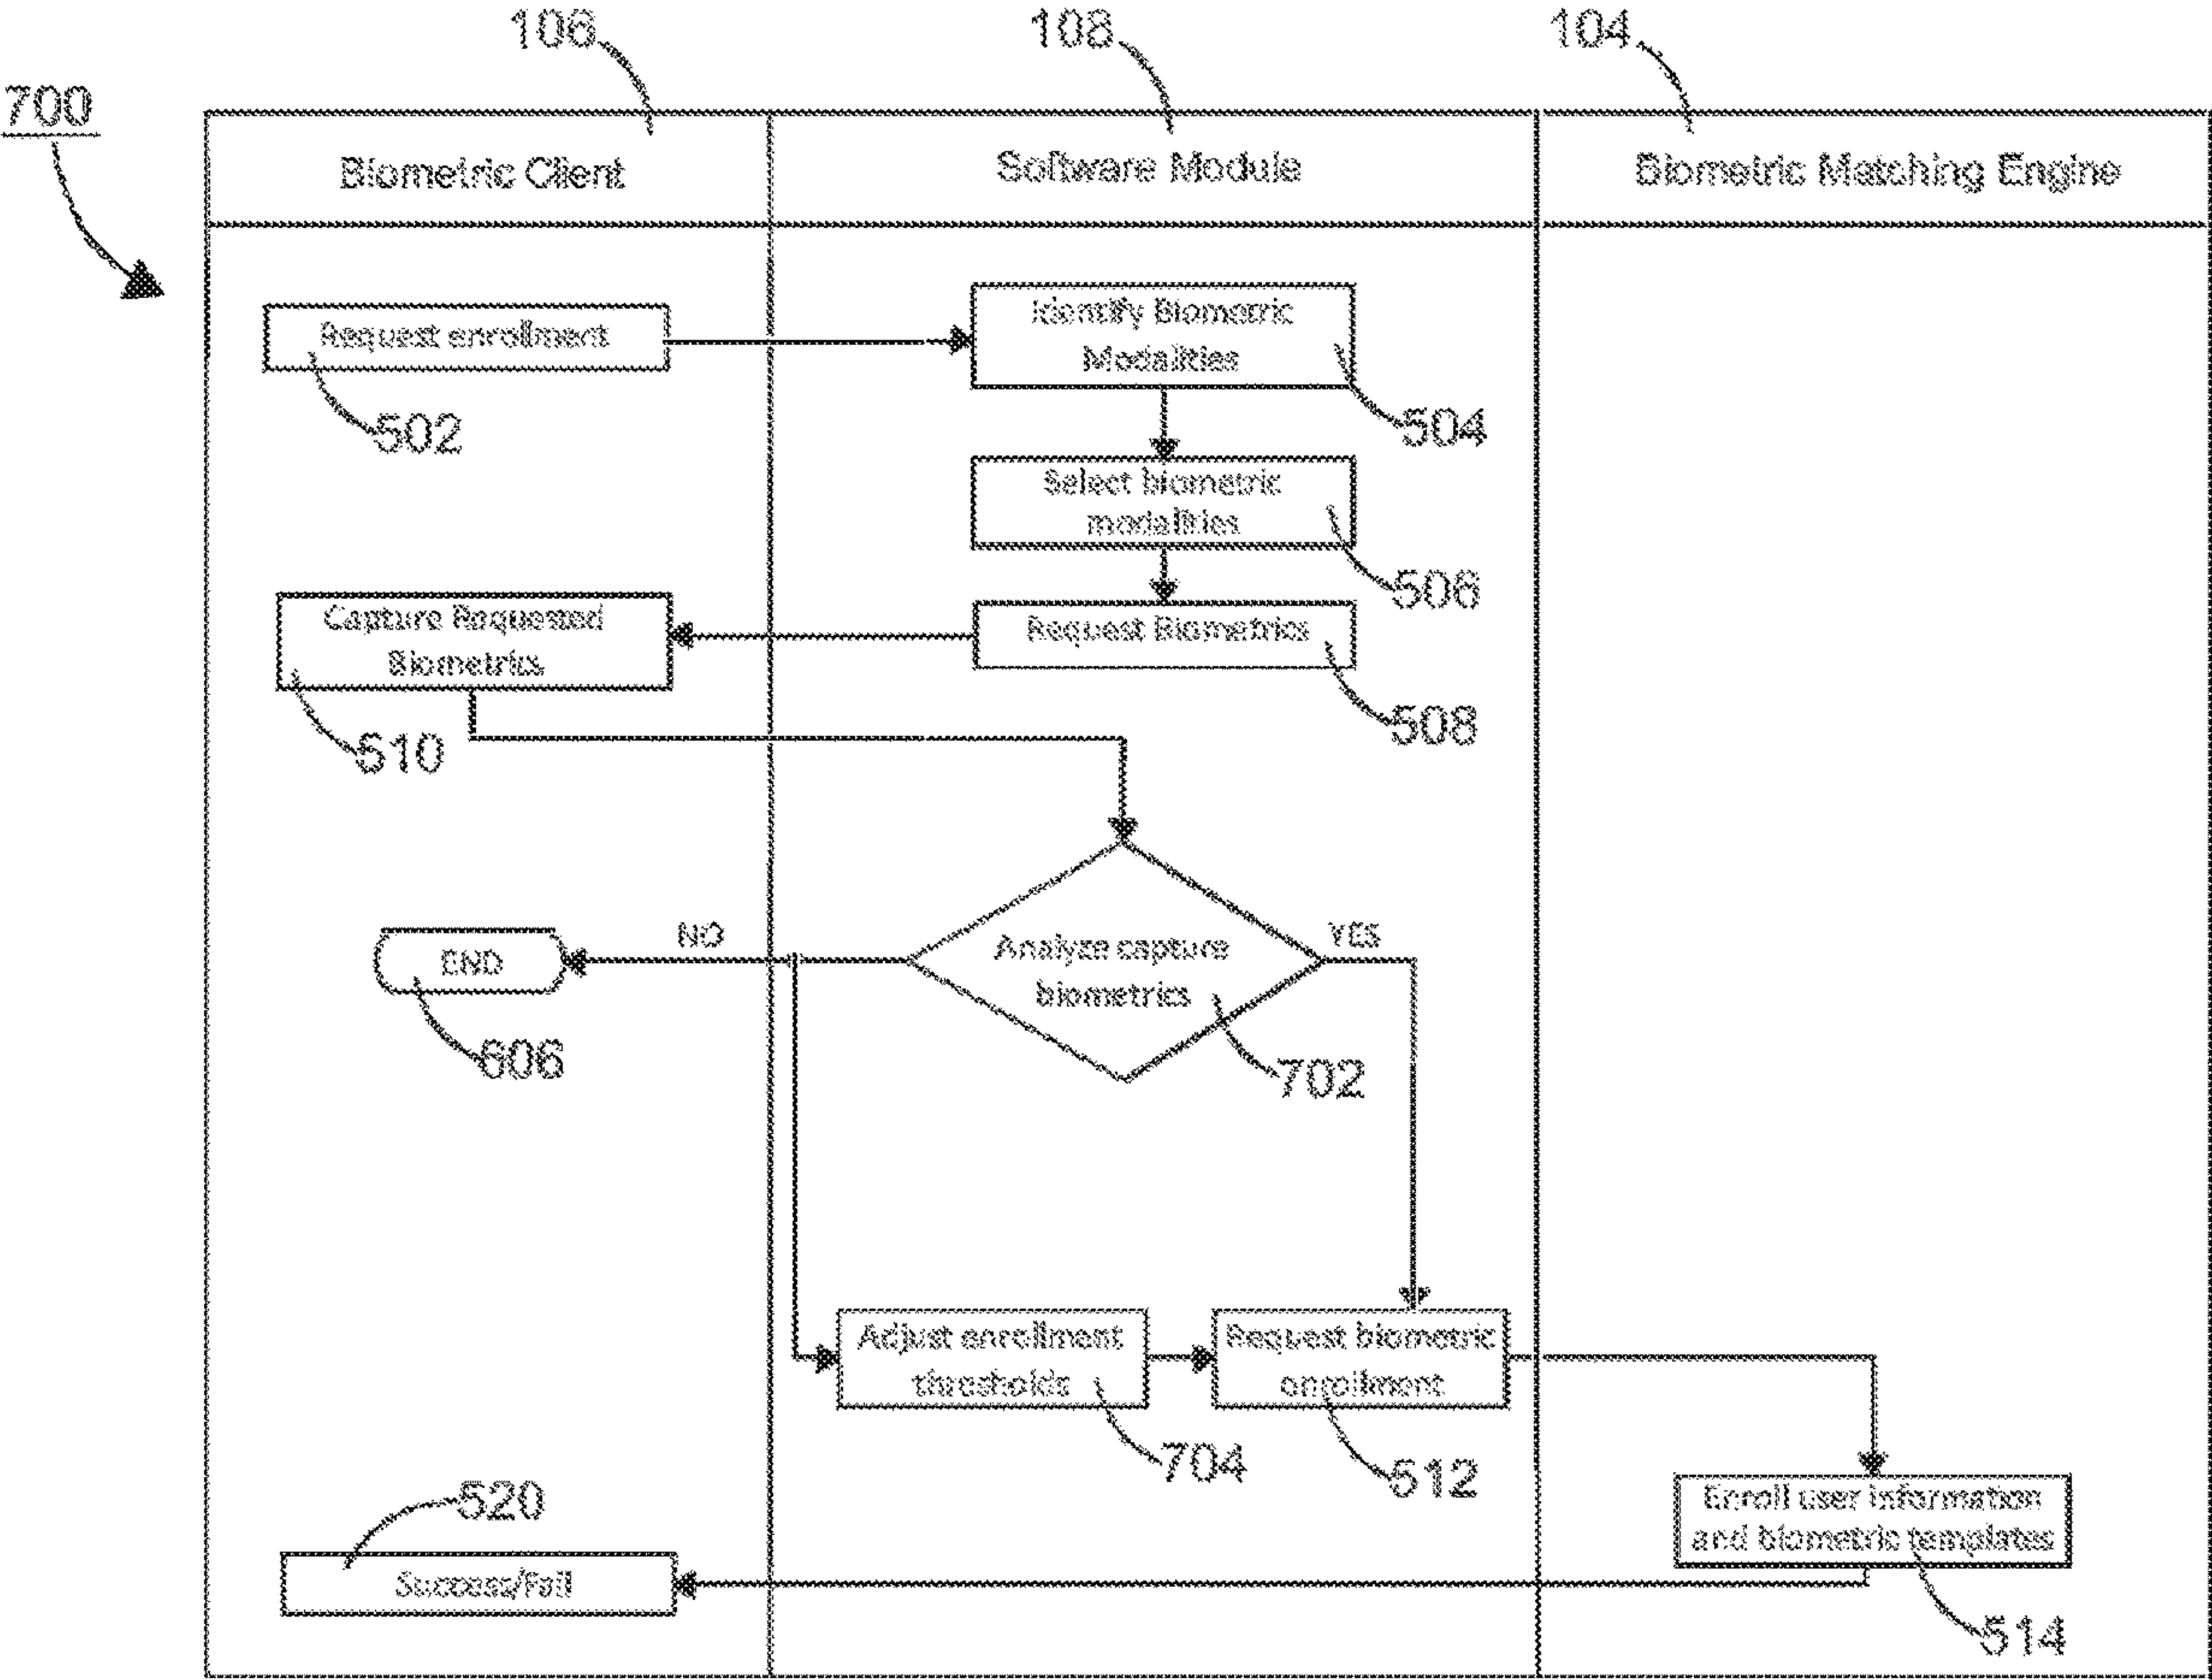 106
108
104
700
Biometric Client
Software Module
Biometric Matching Engine
Request enrollment
Identify Biometric
Modalities
502
504
Select biometric
modalities
506
Capture Requested
Biometrics
Request Biometrics
510
508
NO
YES
END
Analyze capture
biometrics
606
702
Adjust enrollment
thresholds
Request biometric
enrollment
704
512
520
Enroll user information
and biometric templates
Success/Fail
514